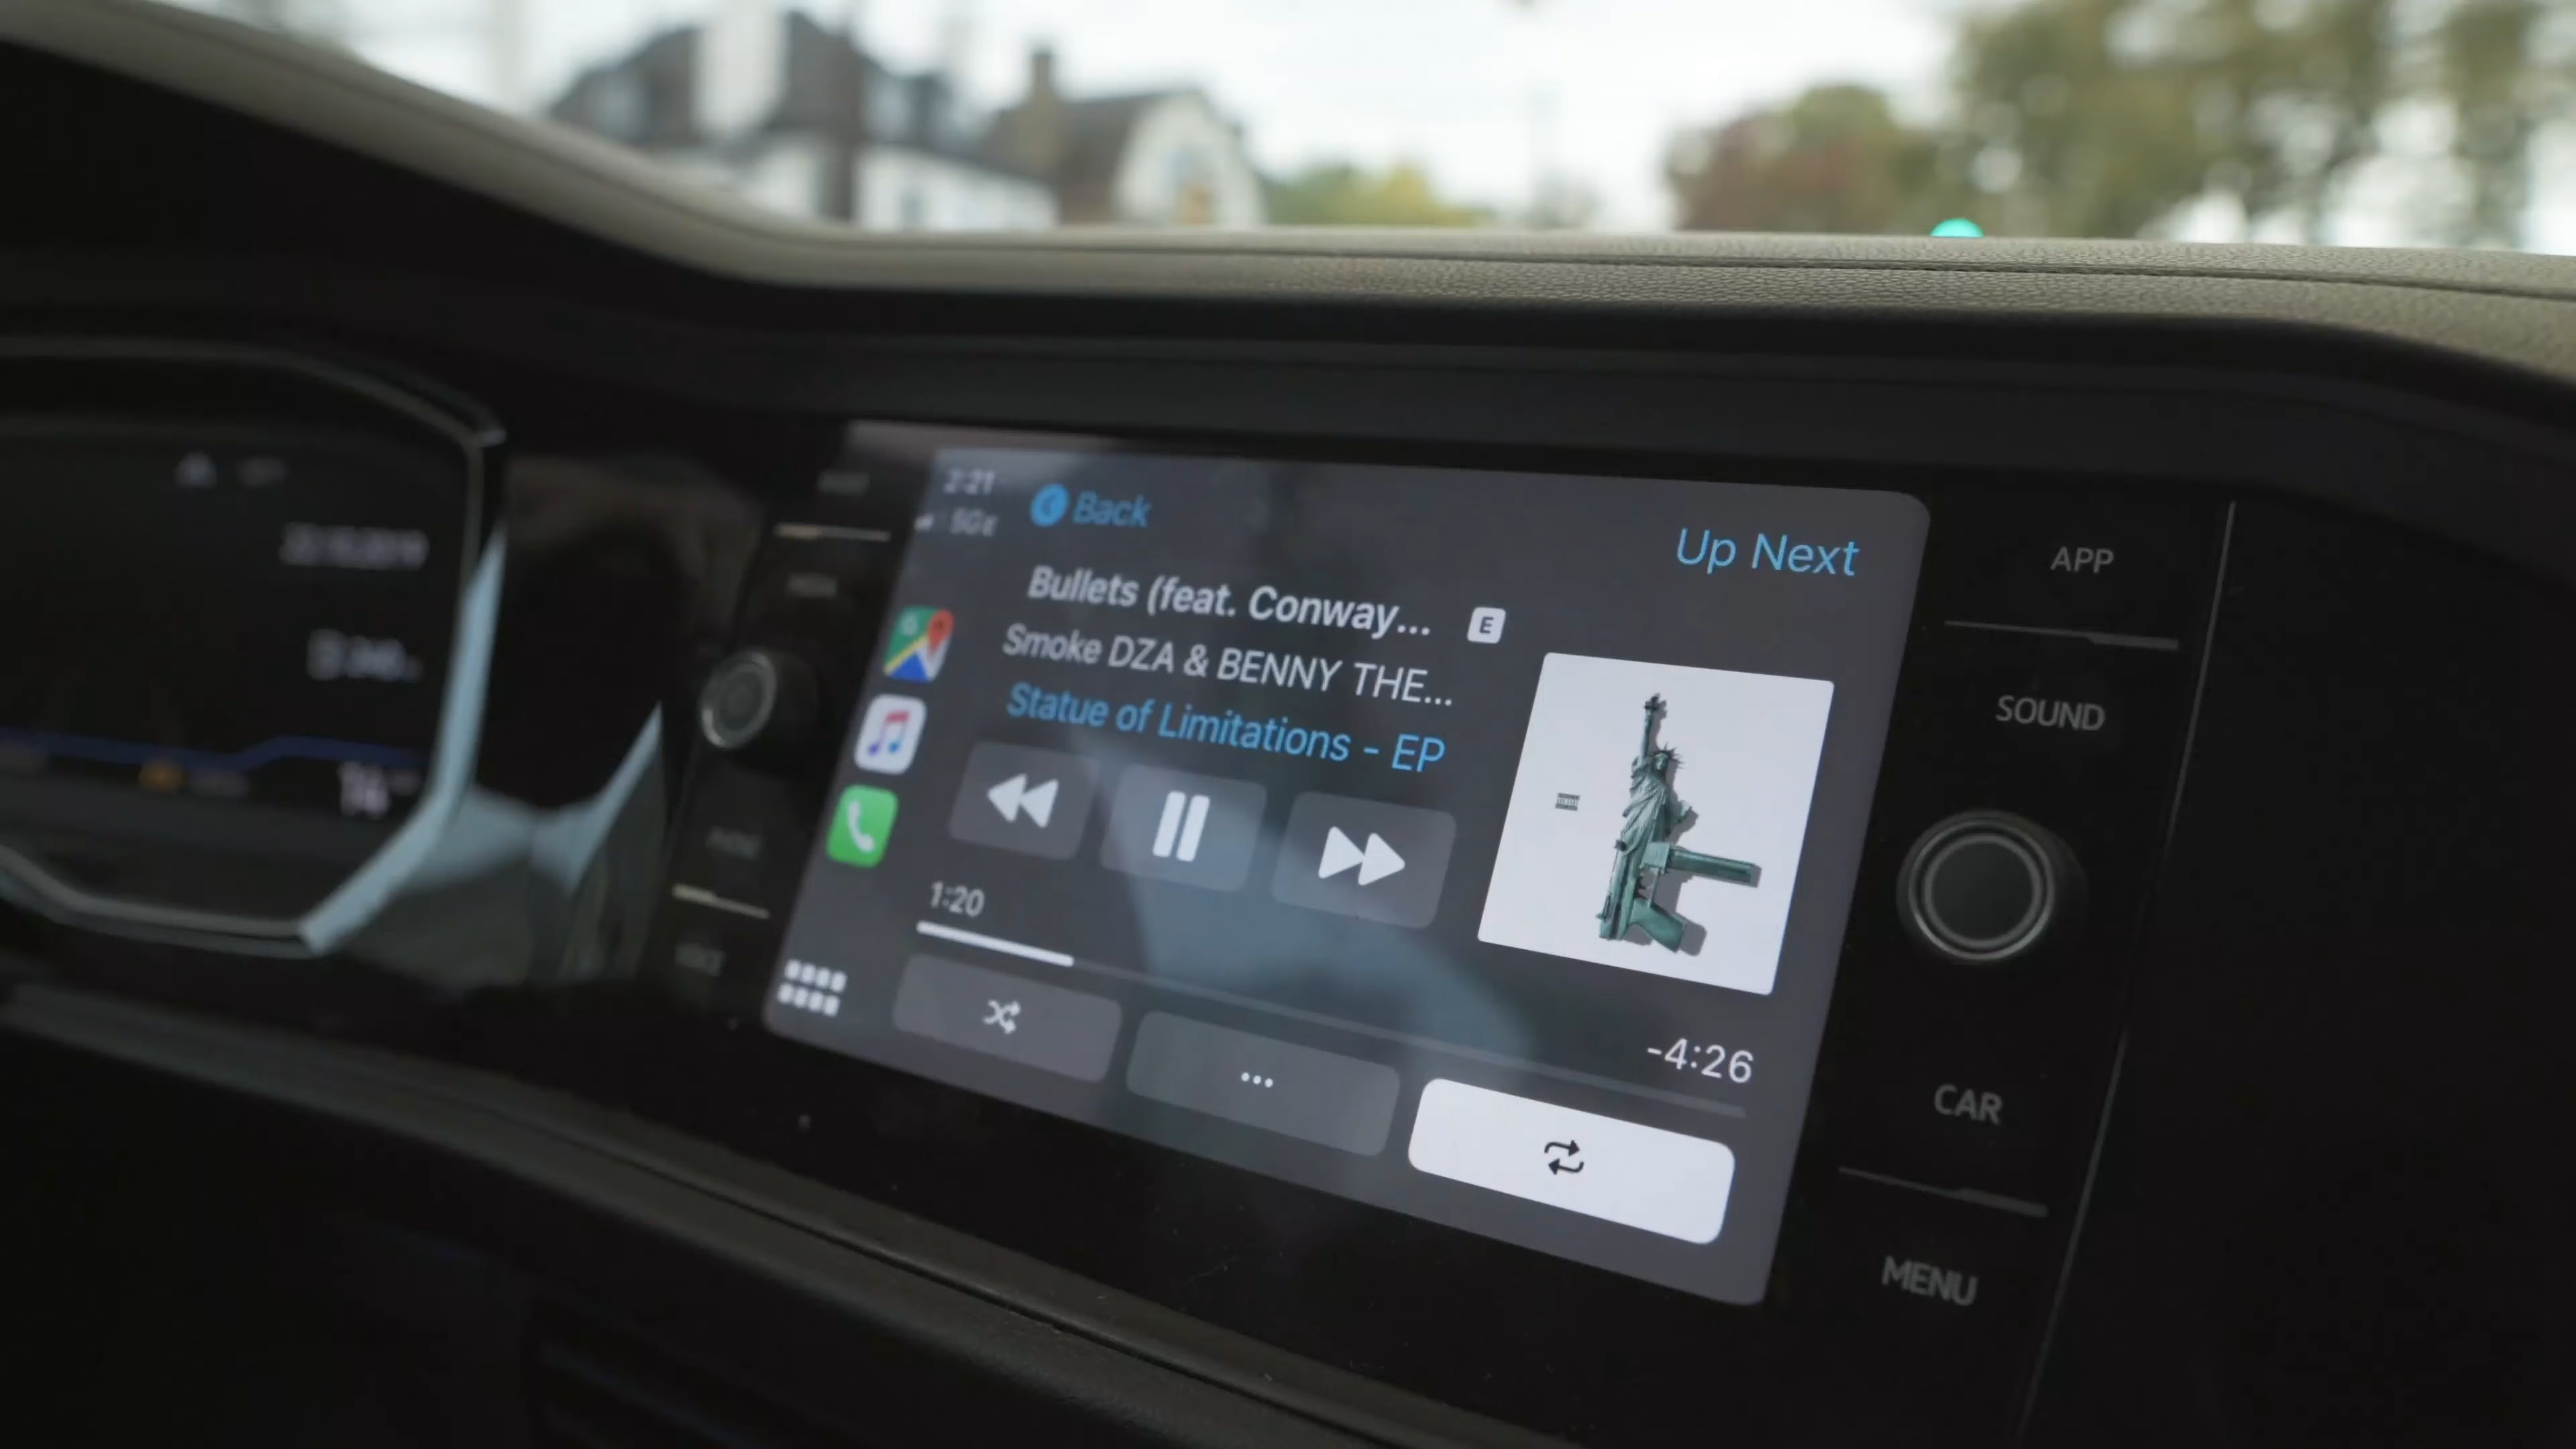 2:21
5GE
Back
Up Next
Bullets (feat. Conway... E
Smoke DZA & BENNY THE...
Statue of Limitations - EP
1:20
-4:26
...
APP
SOUND
CAR
MENU